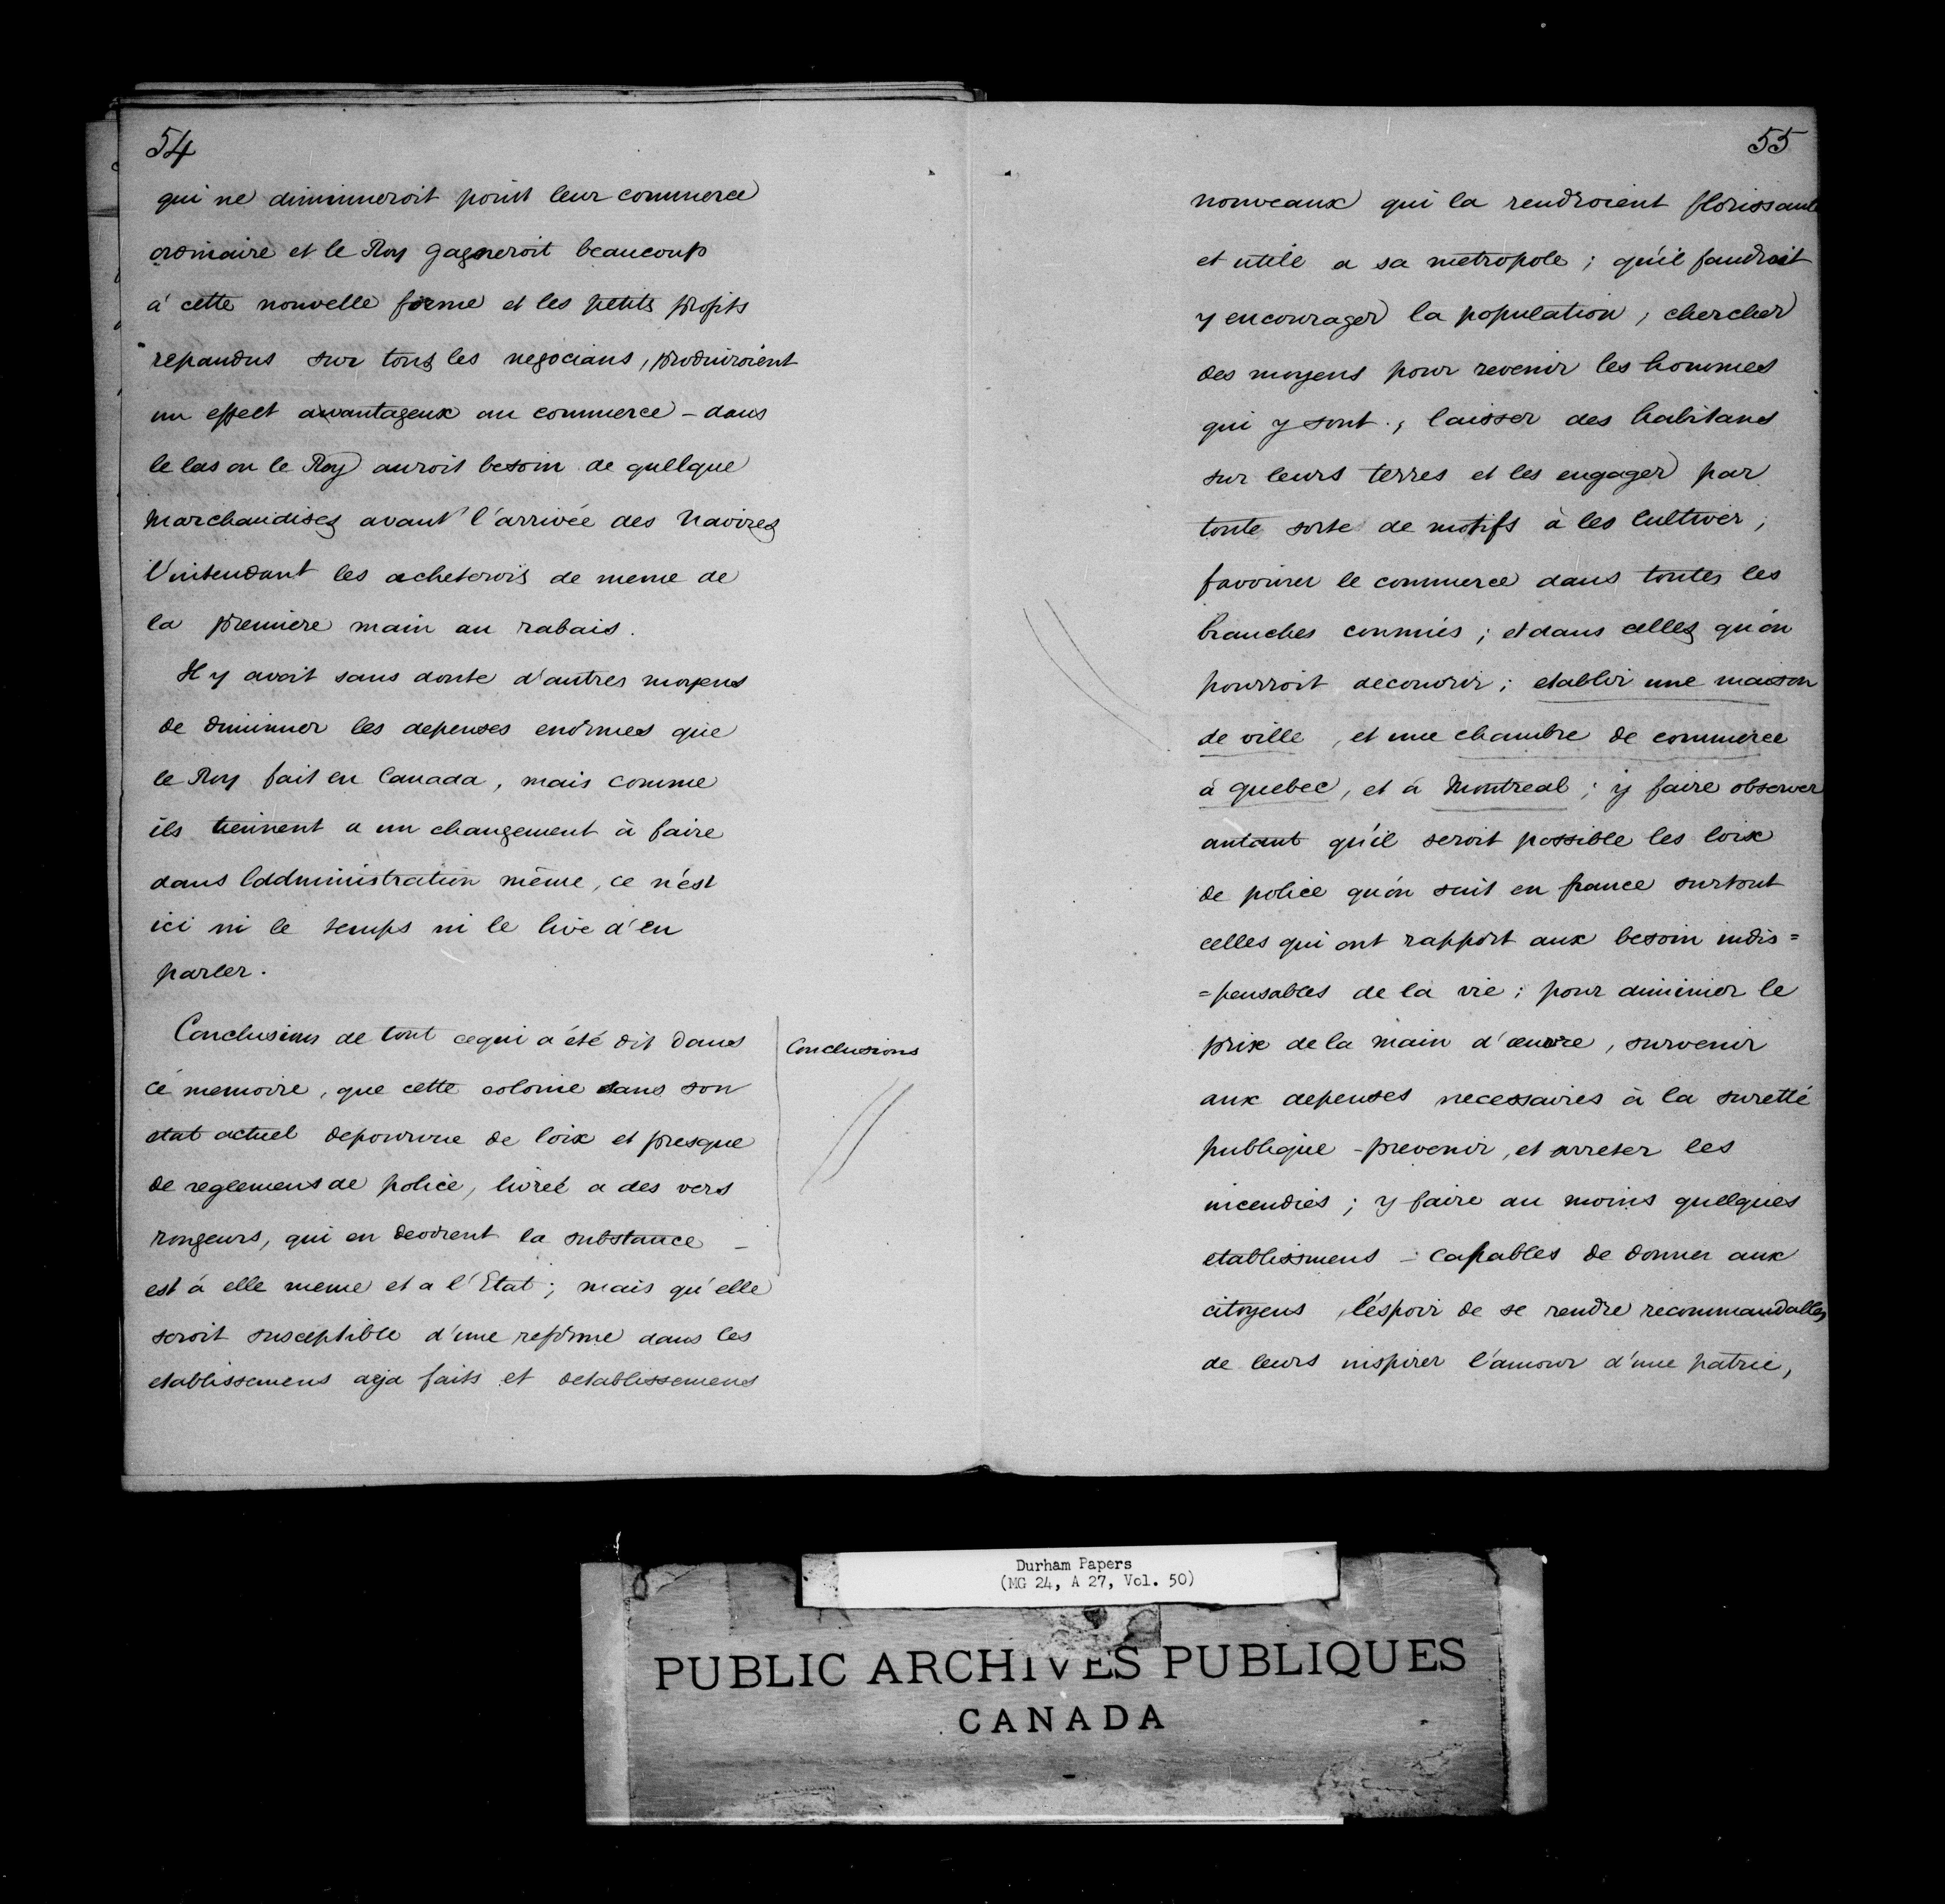 54
qui ne diminueroit point leur commerce
ordinaire et le Roy gagneroit beaucoup
à cette nouvelle forme et les petits profits
repandus sur tous les negocians, produiroient
un effect avantageux au commerce - dans
le cas ou le Roy auroit besoin de quelque
Marchandises avant l'arrivée des Navires
l'intendant les acheterois de meme de
la premiere main au rabais.
Il y avoit sans doute d'autres moyens
de diminuer les depenses enormes que
le Roy fait en Canada, mais comme
ils tiennent a un changement à faire
dans l'addministration même, ce n'est
ici ni le temps ni le live d'en
parler.
Conclusions de tout cequi a été dit dans
ce memoire, que cette colonie dans son
etat actuel depourvue de loix et presque
de reglemens de police, livreé a des vers
rongeurs, qui en devorent la substance -
est à elle meme et a l'Etat; mais qu'elle
seroit susceptible d'une reforme dans les
etablissemens deja faits et detablissemens
Conclusions
55
nouveaux qui la rendroient florissante
et utile a sa metropole; qu'il faudroit
y encourager la population, chercher
des moyens pour revenir les hommes
qui y sont; laisser des habitans
sur leurs terres et les engager par
toute sorte de motifs à les cultiver;
favoriser le commerce dans toutes les
branches connues; et dans celles qu'on
pourroit decouvrir; etablir une maison
de ville, et une chambre de commerce
à quebec, et à Montreal; y faire observer
autant qu'il seroit possible les loix
de police qu'on suit en france surtout
celles qui ont rapport aux besoin indis=
=pensables de la vie; pour diminuer le
prix de la main d'œuvre, survenir
aux depenses necessaires à la suretté
publique - prevenir, et arreter les
incendies; y faire au moins quelques
etablissmens - capables de donner aux
citoyens l'espoir de se rendre recommandables
de leurs inspirer l'amour d'une patrie,
Durham Papers
(MG 24, A 27, Vol. 50)
PUBLIC ARCHIVES PUBLIQUES
CANADA